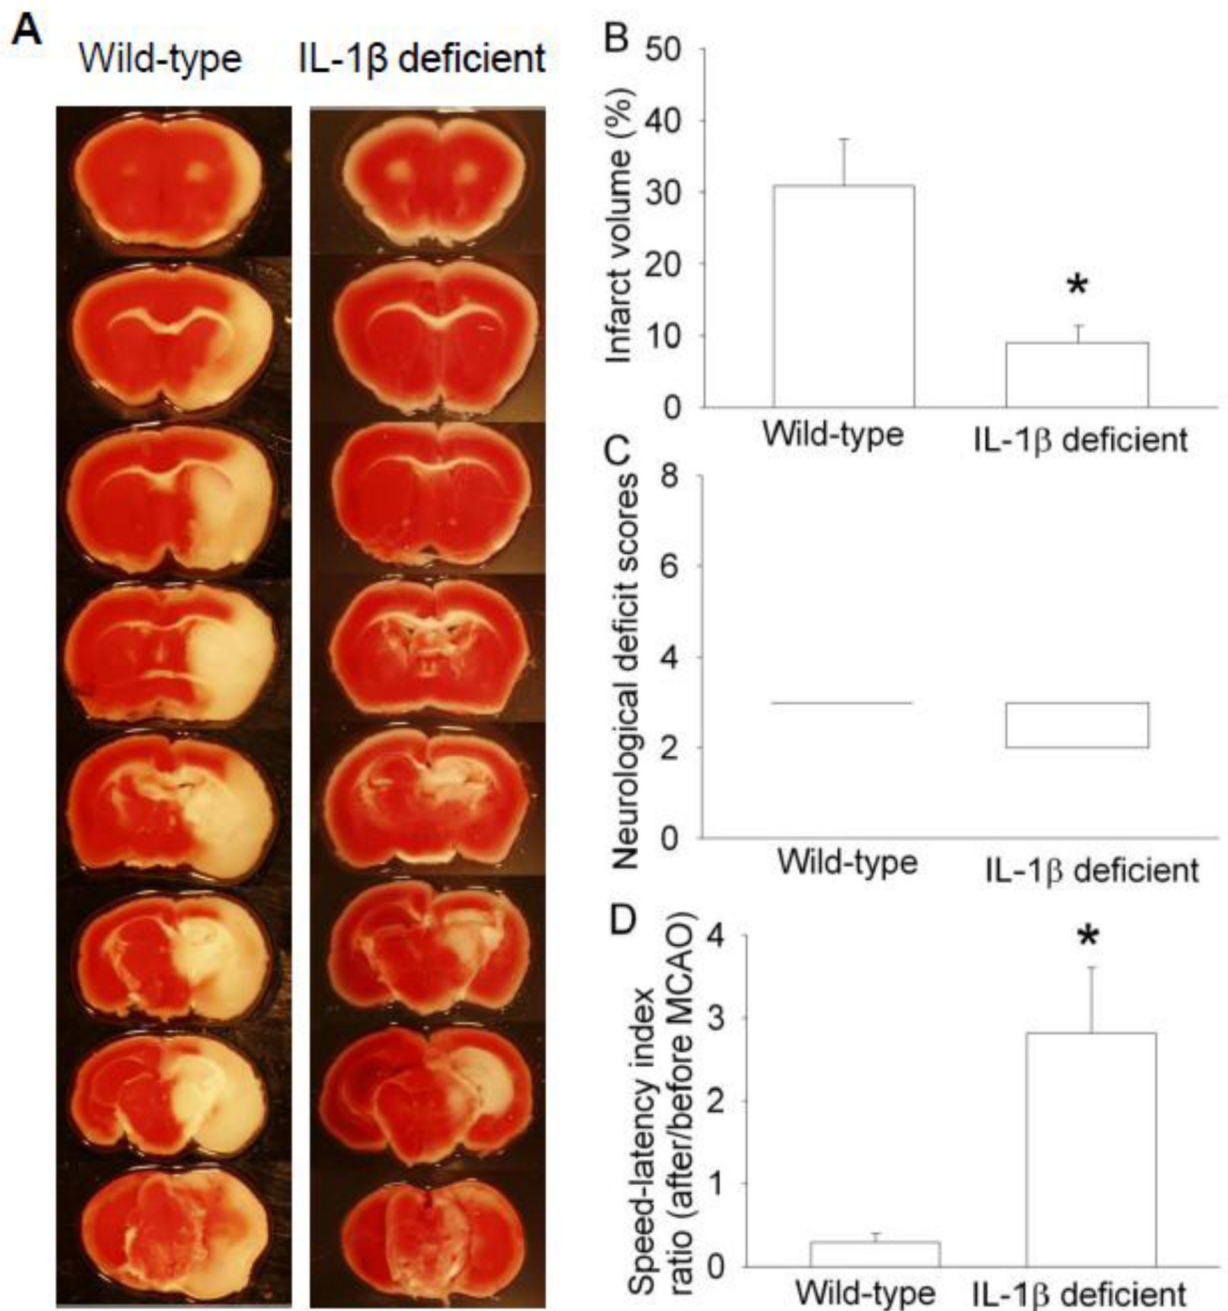 A
Wild-type
IL-1β deficient
B
Infarct volume (%)
50
40
30
20
10
0
*
Wild-type
IL-1β deficient
C
Neurological deficit scores
8
6
4
2
0
Wild-type
IL-1β deficient
D
Speed-latency index
ratio (after/before MCAO)
4
3
2
1
0
*
Wild-type
IL-1β deficient